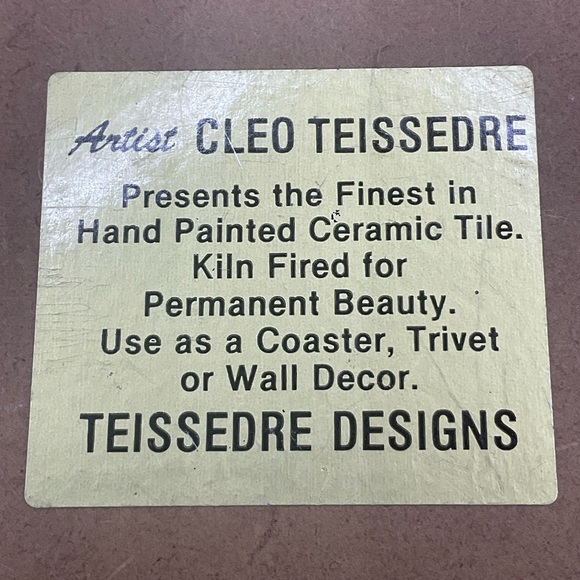 Artist CLEO TEISSEDRE
Presents the Finest in
Hand Painted Ceramic Tile.
Kiln Fired for
Permanent Beauty.
Use as a Coaster, Trivet
or Wall Decor.
TEISSEDRE DESIGNS